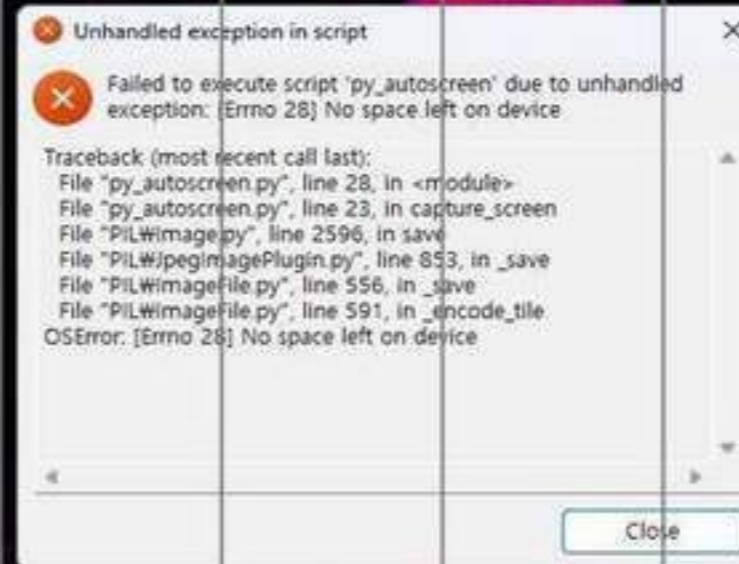 Unhandled exception in script
Failed to execute script 'py_autoscreen' due to unhandled
exception: [Errno 28] No space left on device
Traceback (most recent call last):
File "py_autoscreen.py", line 28, in <module>
File "py_autoscreen.py", line 23, in capture_screen
File "PIL₩Image.py", line 2596, in save
File "PIL₩JpegImagePlugin.py", line 853, in _save
File "PIL₩ImageFile.py", line 556, in _save
File "PIL₩ImageFile.py", line 591, in _encode_tile
OSError: [Errno 28] No space left on device
Close